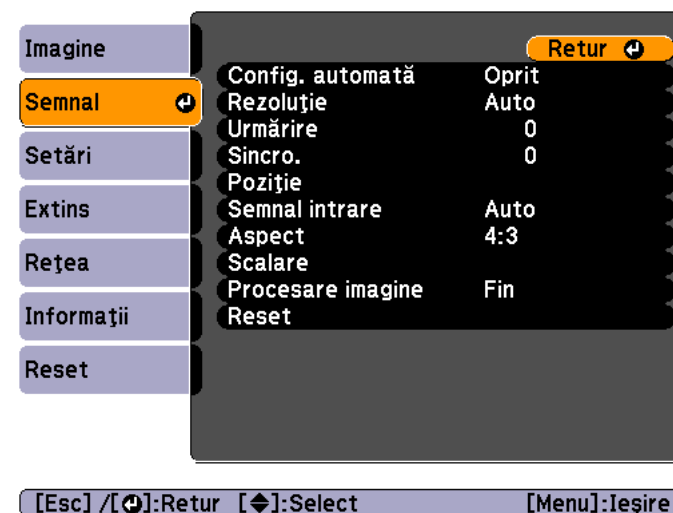 Imagine
Semnal
Setări
Extins
Reţea
Informaţii
Reset
Retur
Config. automată Oprit
Rezoluţie Auto
Urmărire 0
Sincro. 0
Poziţie
Semnal intrare Auto
Aspect 4:3
Scalare
Procesare imagine Fin
Reset
[Esc] /[⏎]:Retur [◆]:Select [Menu]:Ieşire